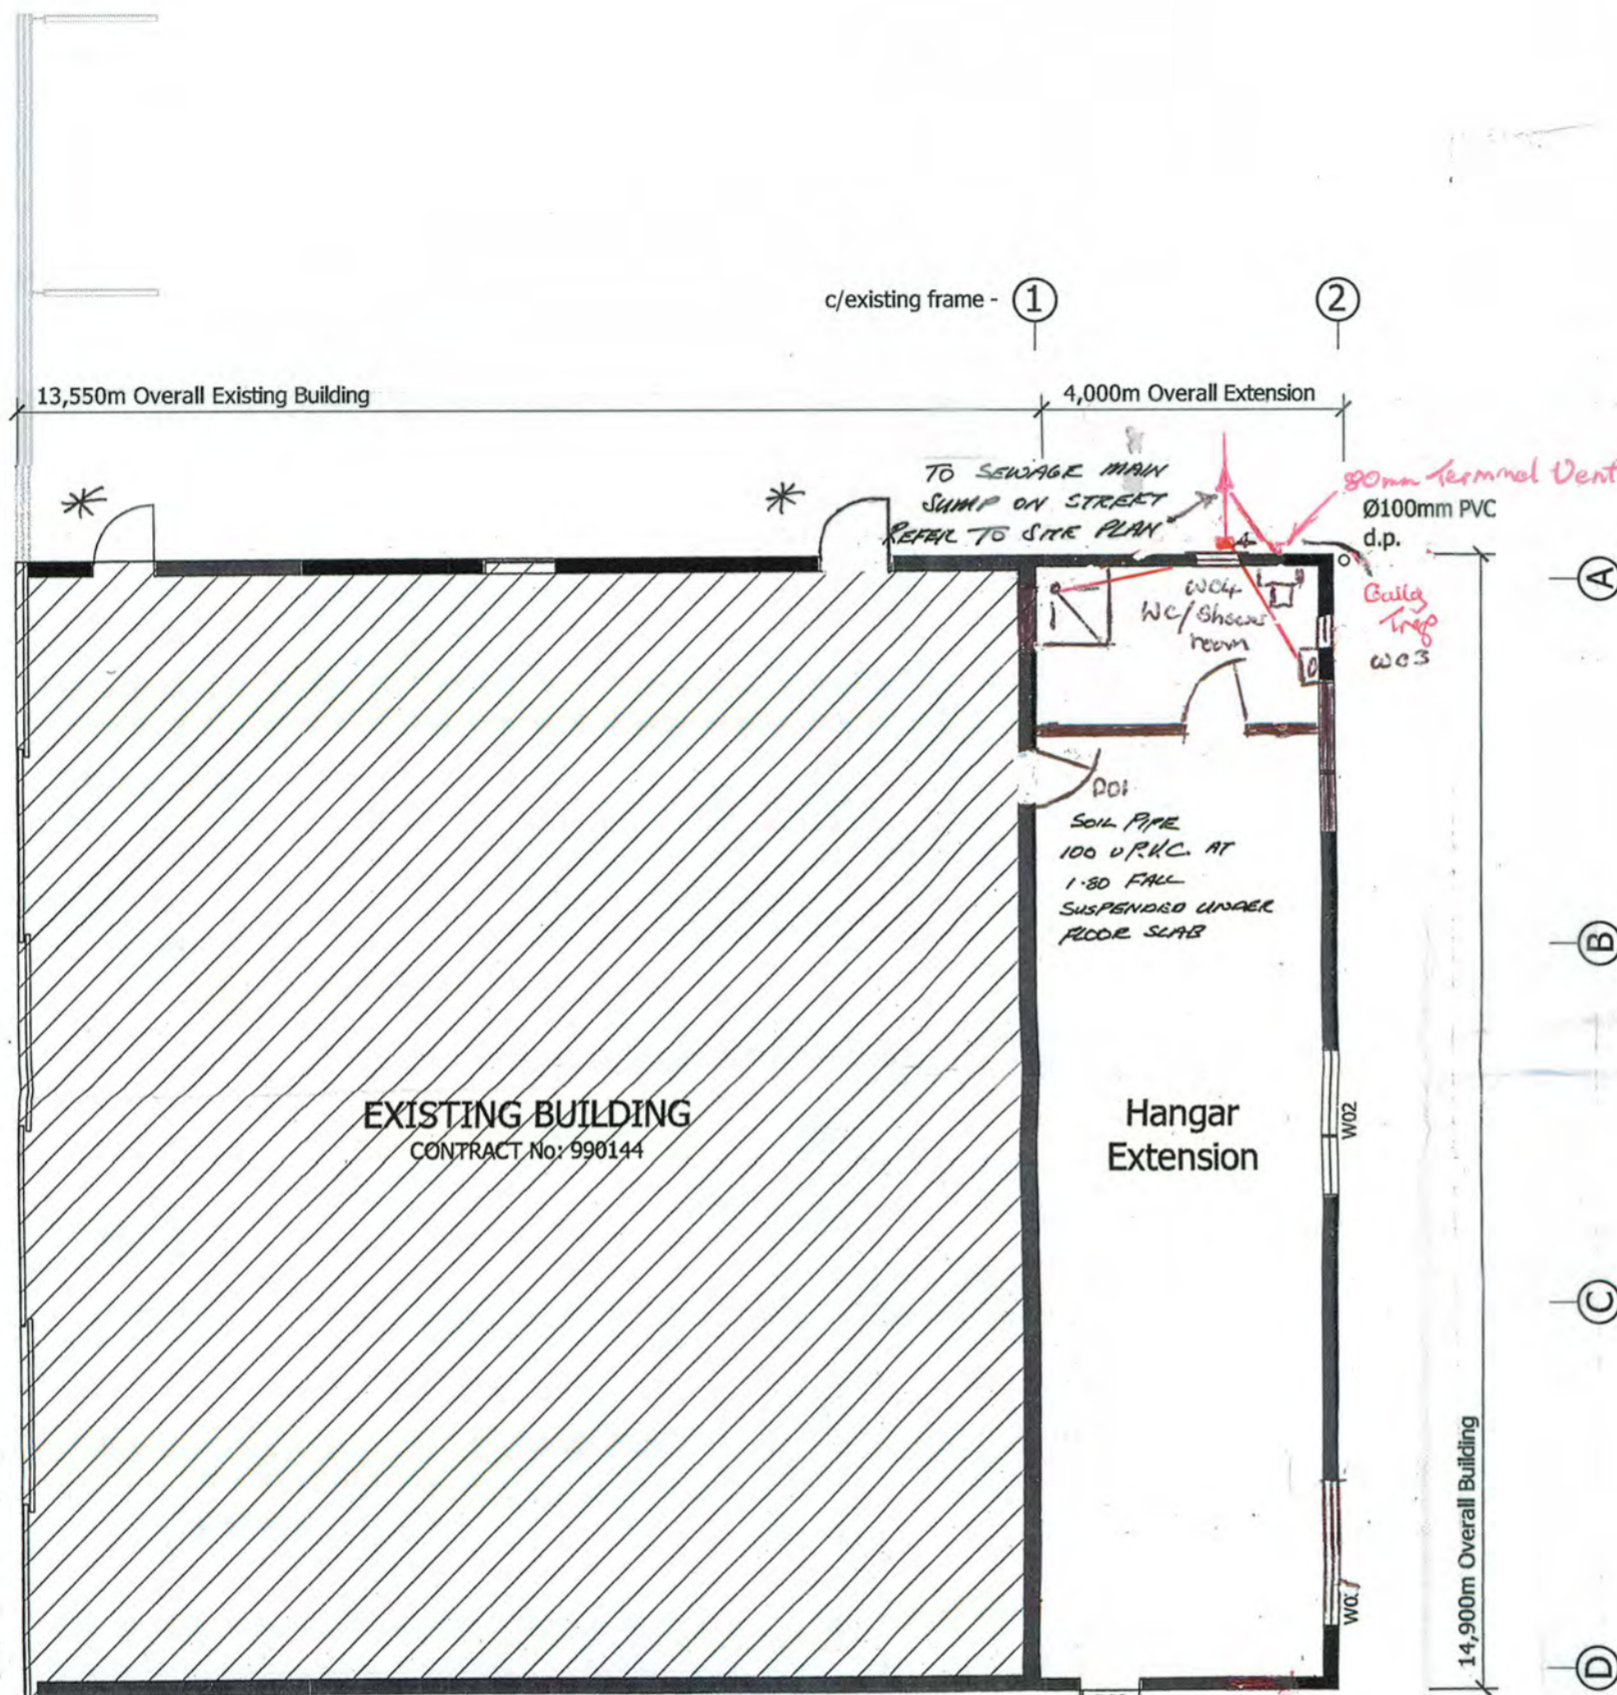 c/existing frame -
1
2
13,550m Overall Existing Building
4,000m Overall Extension
TO SEWAGE MAIN
SUMP ON STREET
REFER TO SITE PLAN
80mm Terminal Vent
Ø100mm PVC
d.p.
A
Gully
Trap
WC/Shower
room
D01
SOIL PIPE
100 U.P.V.C. AT
1.80 FALL
SUSPENDED UNDER
FLOOR SLAB
B
EXISTING BUILDING
CONTRACT No: 990144
Hangar
Extension
W02
C
14,900m Overall Building
D